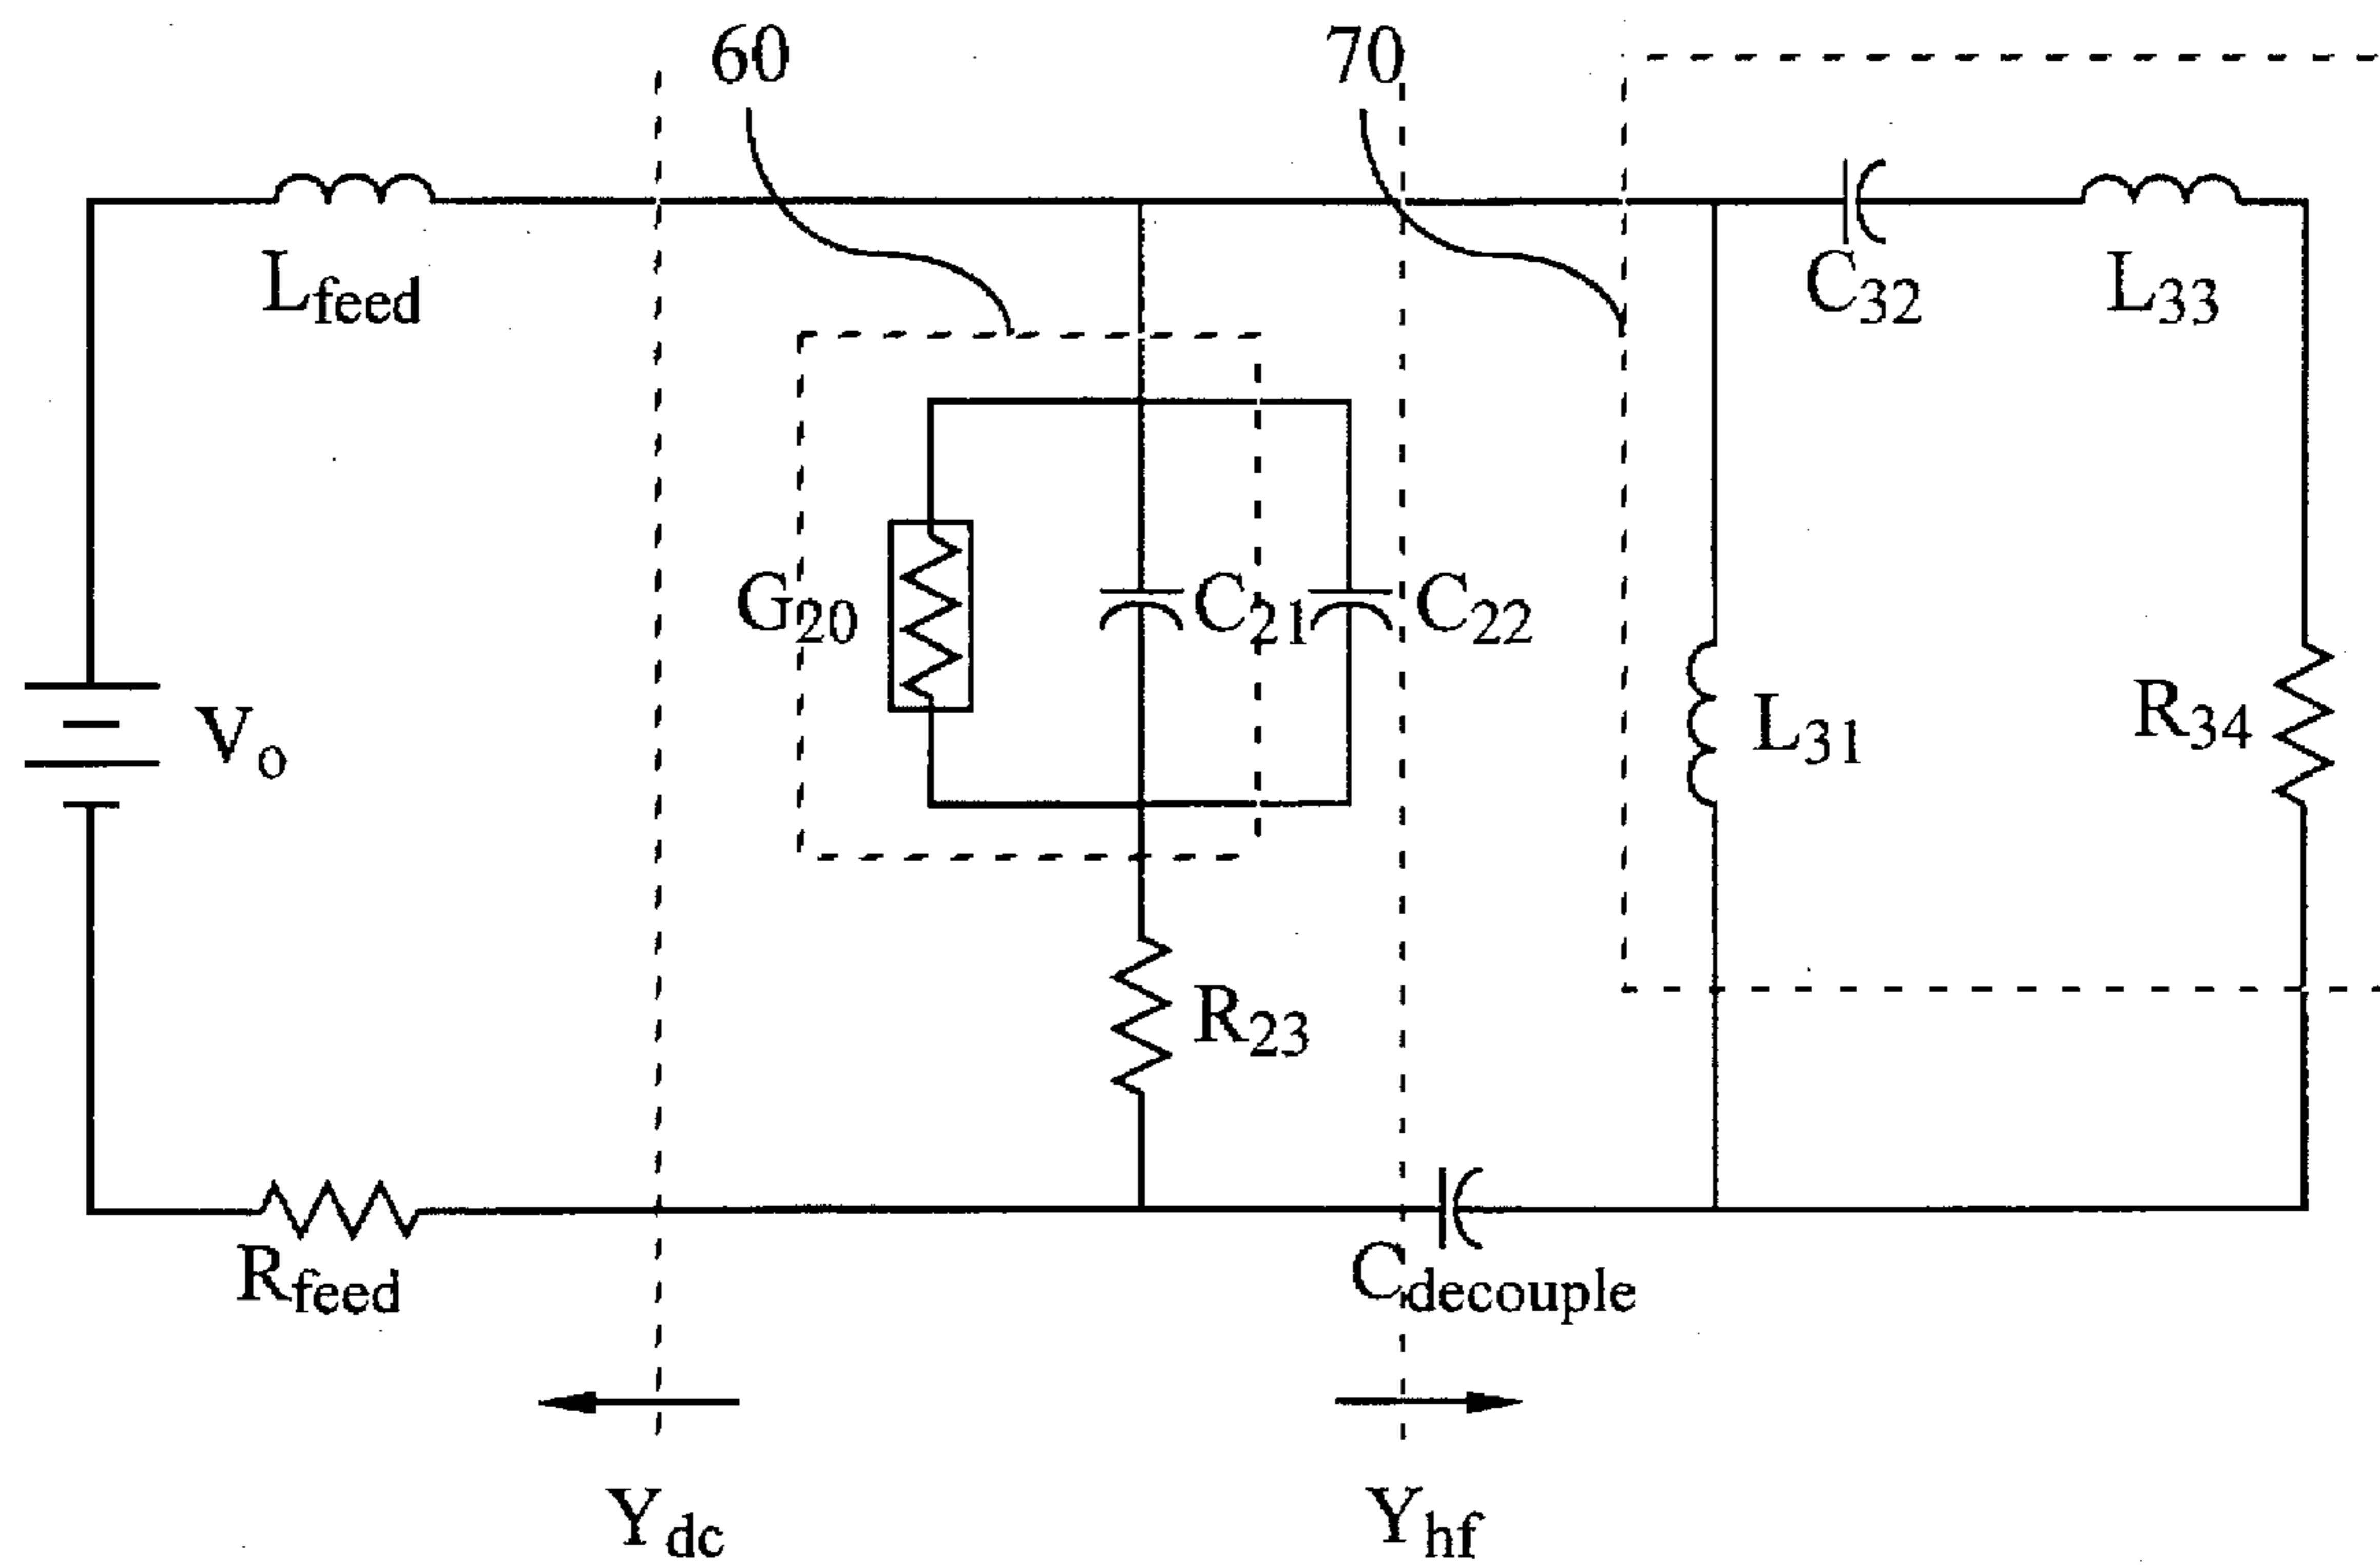 60
70
Lfeed
C32
L33
G20
C21
C22
Vo
L31
R34
R23
Rfeed
Cdecouple
Ydc
Yhf